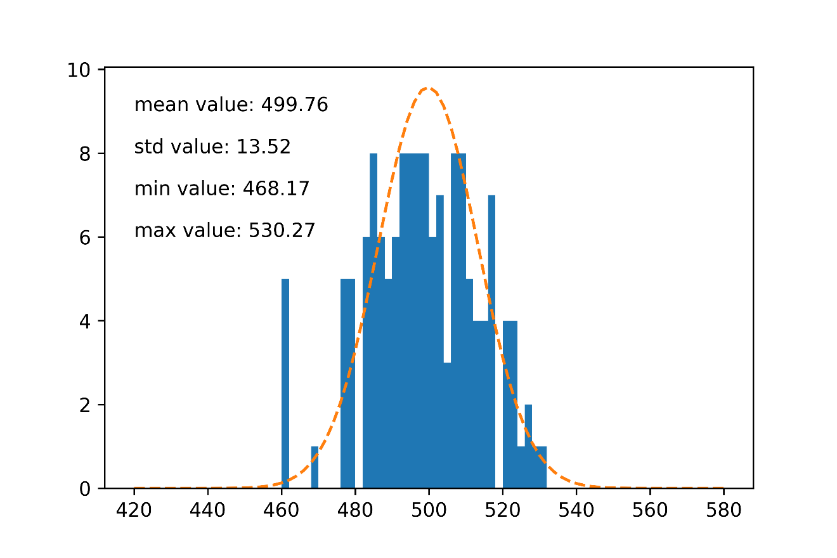 10
mean value: 499.76
std value: 13.52
8
min value: 468.17
max value: 530.27
6
4
2
0
420 440 460 480 500 520 540 560 580